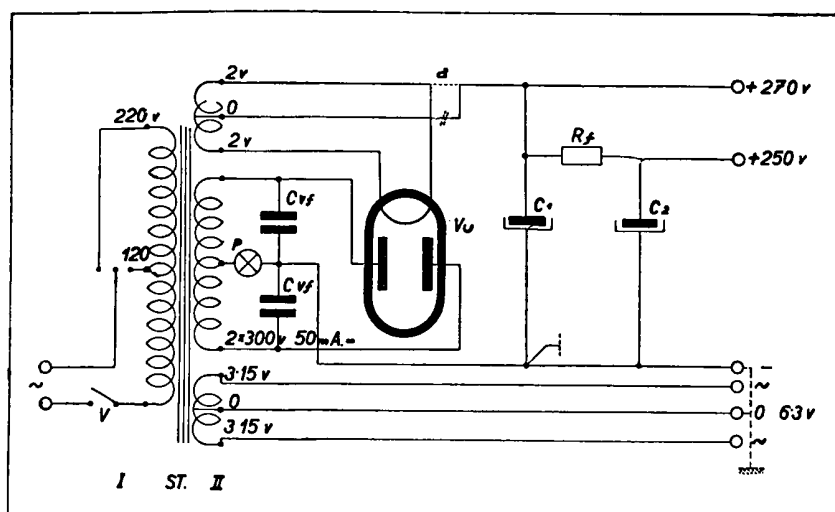 2v
a
+270v
0
b
220v
Rf
2v
+250v
Cvf
C1
C2
Vu
P
120
Cvf
2×300v 50mA.=
-
3·15v
~
~
0
0 6·3v
V
3·15v
~
I ST. II